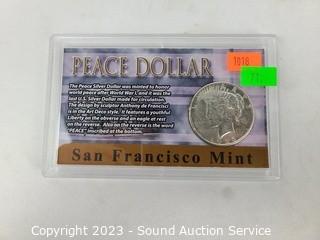 PEACE DOLLAR
1018
The Peace Silver Dollar was minted to honor
world peace after World War I, and it was the
last U.S. Silver Dollar made for circulation.
The design by sculptor Anthony de Francisci
is in the Art Deco style. It features a youthful
Liberty on the obverse and an eagle at rest
on the reverse. Also on the reverse is the word
"PEACE" inscribed at the bottom.
San Francisco Mint
Copyright 2023 - Sound Auction Service